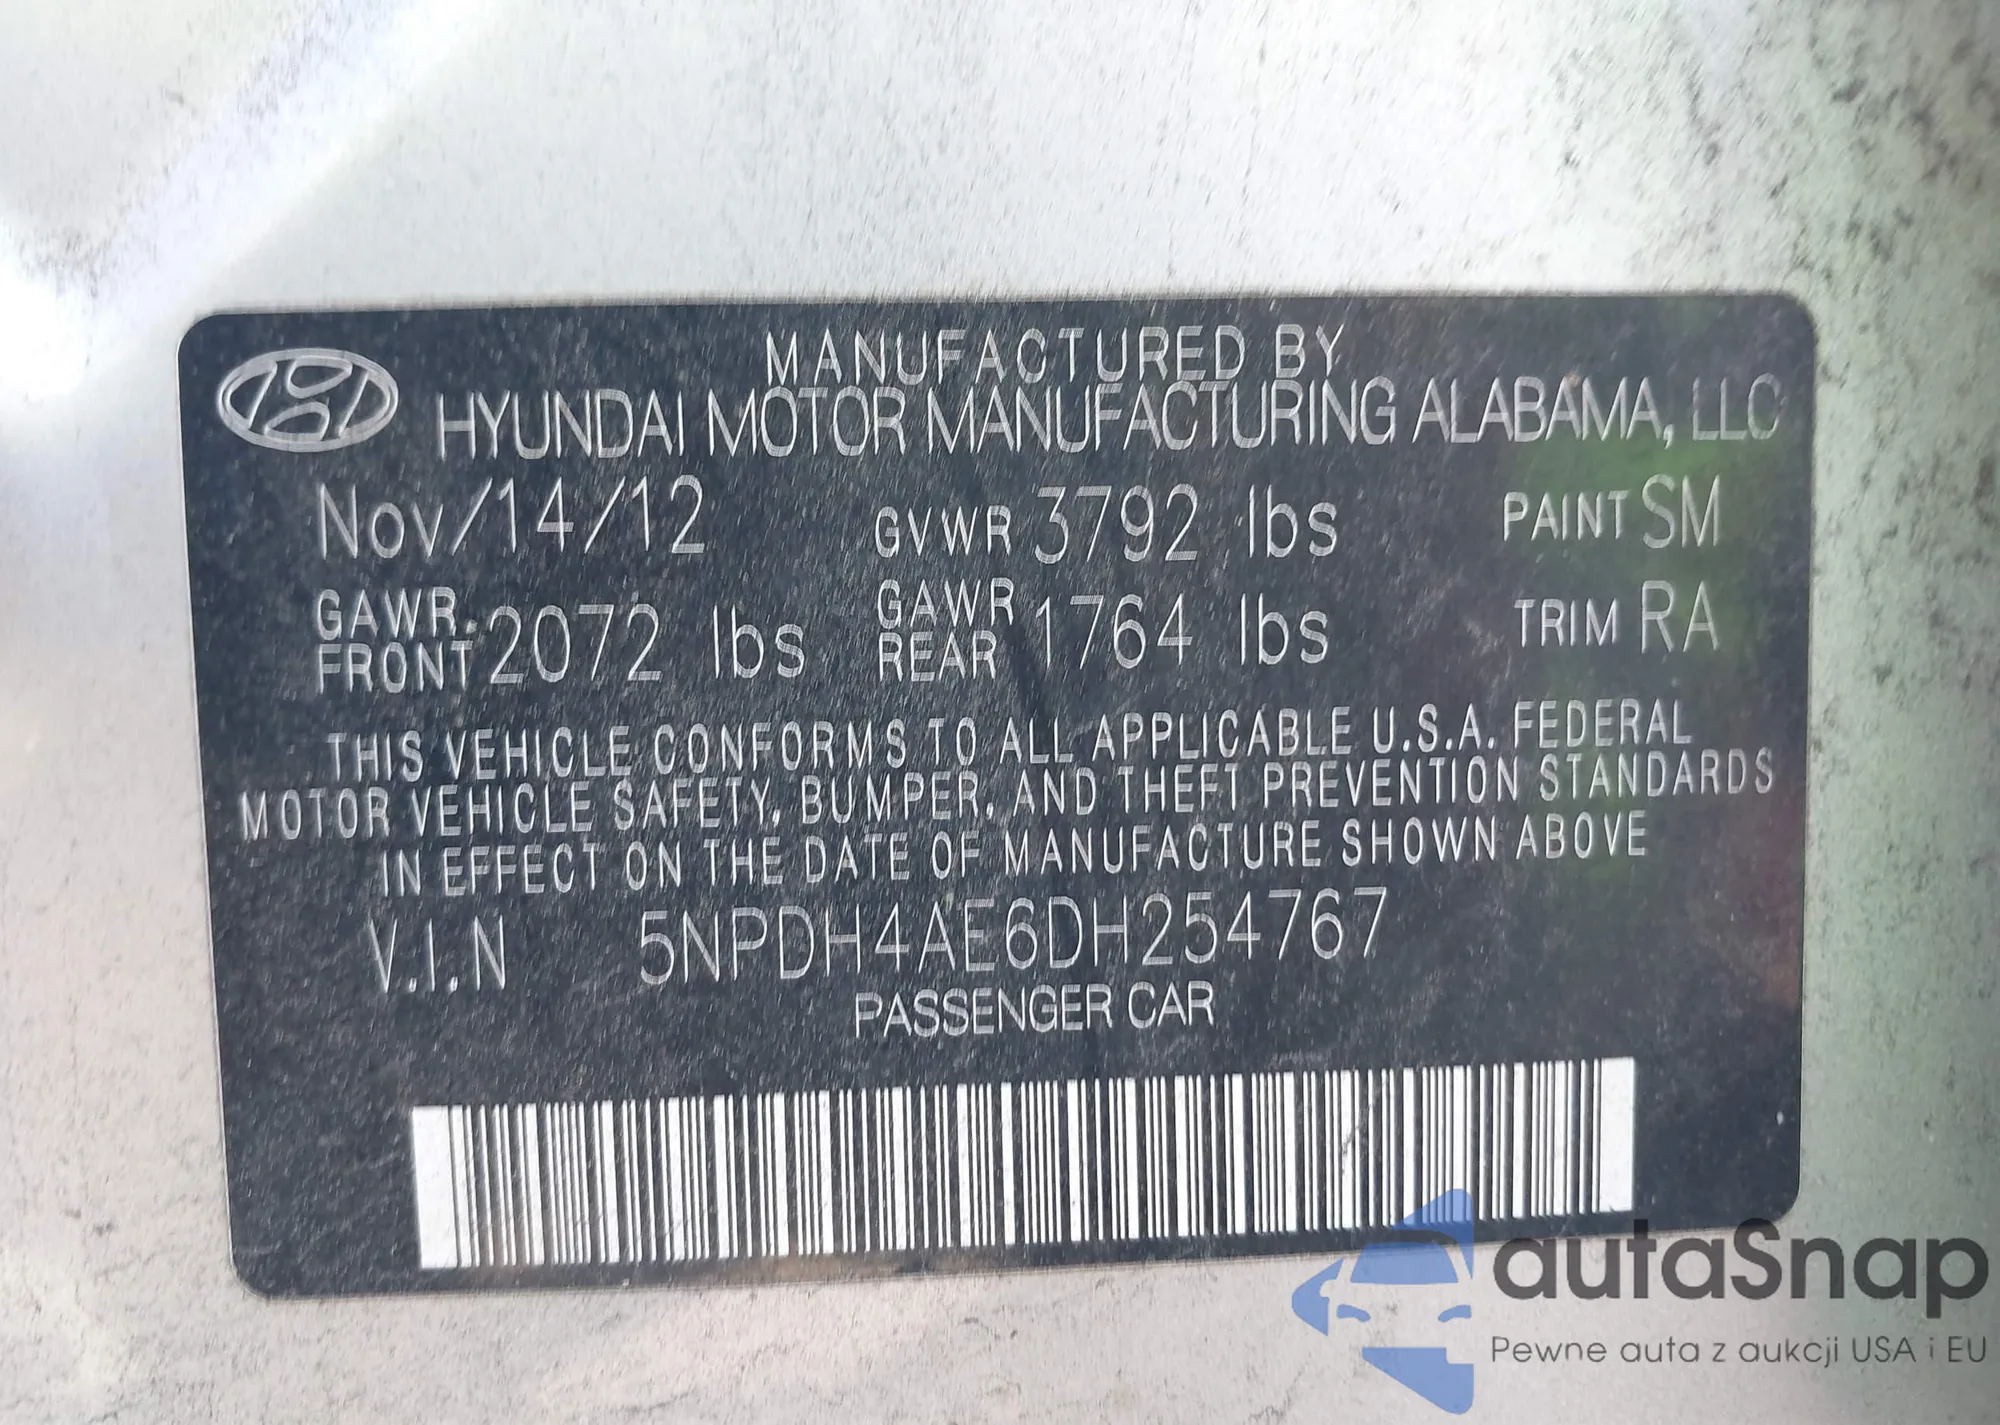 MANUFACTURED BY
HYUNDAI MOTOR MANUFACTURING ALABAMA, LLC
Nov/14/12 GVWR 3792 lbs PAINT SM
GAWR FRONT 2072 lbs GAWR REAR 1764 lbs TRIM RA
THIS VEHICLE CONFORMS TO ALL APPLICABLE U.S.A. FEDERAL
MOTOR VEHICLE SAFETY, BUMPER, AND THEFT PREVENTION STANDARDS
IN EFFECT ON THE DATE OF MANUFACTURE SHOWN ABOVE
V.I.N 5NPDH4AE6DH254767
PASSENGER CAR
autaSnap
Pewne auta z aukcji USA i EU